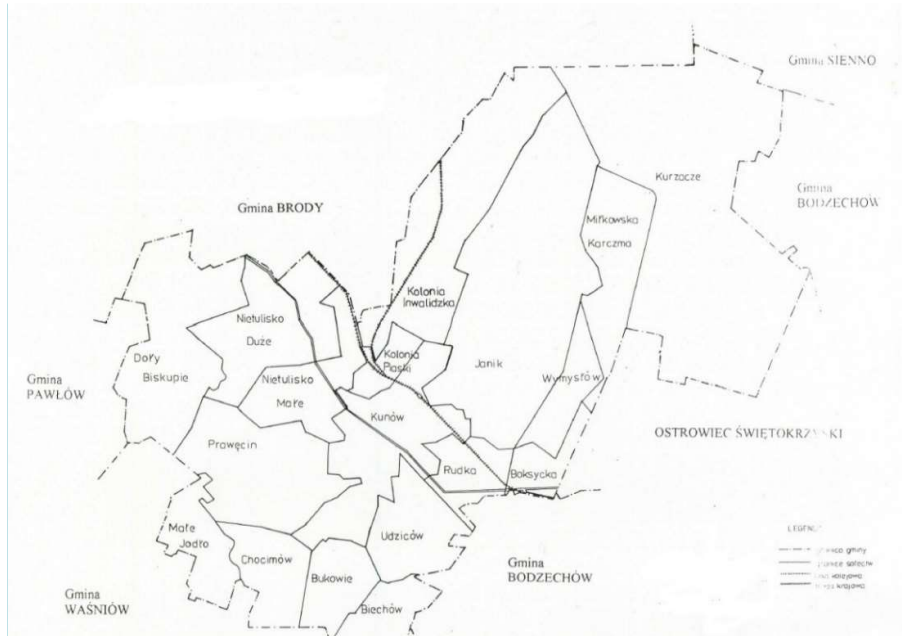 Gmina SIENNO
Kurzacze
Gmina
BODZECHÓW
Miłkowska
Karczma
Gmina BRODY
Kolonia
Inwalidzka
Nietulisko
Duże
Kolonia
Piaski
Janik
Doły
Biskupie
Nietulisko
Małe
Wymysłów
Gmina
PAWŁÓW
Kunów
OSTROWIEC ŚWIĘTOKRZYSKI
Prawęcin
Rudka
Boksycka
Małe
Jodło
Udziców
Chocimów
Gmina
BODZECHÓW
Bukowie
Gmina
WAŚNIÓW
Biechów
granice gminy